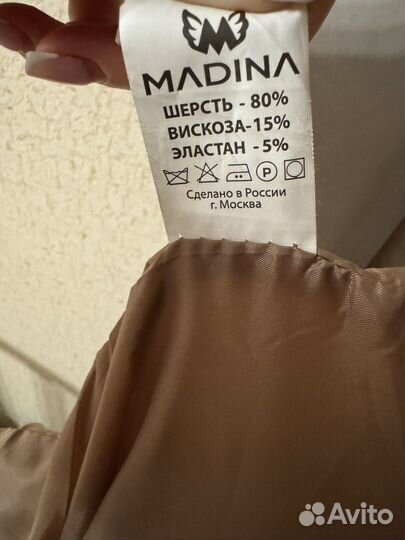 M
MADINA
ШЕРСТЬ - 80%
ВИСКОЗА-15%
ЭЛАСТАН -5%
P
Сделано в России
г. Москва
Avito